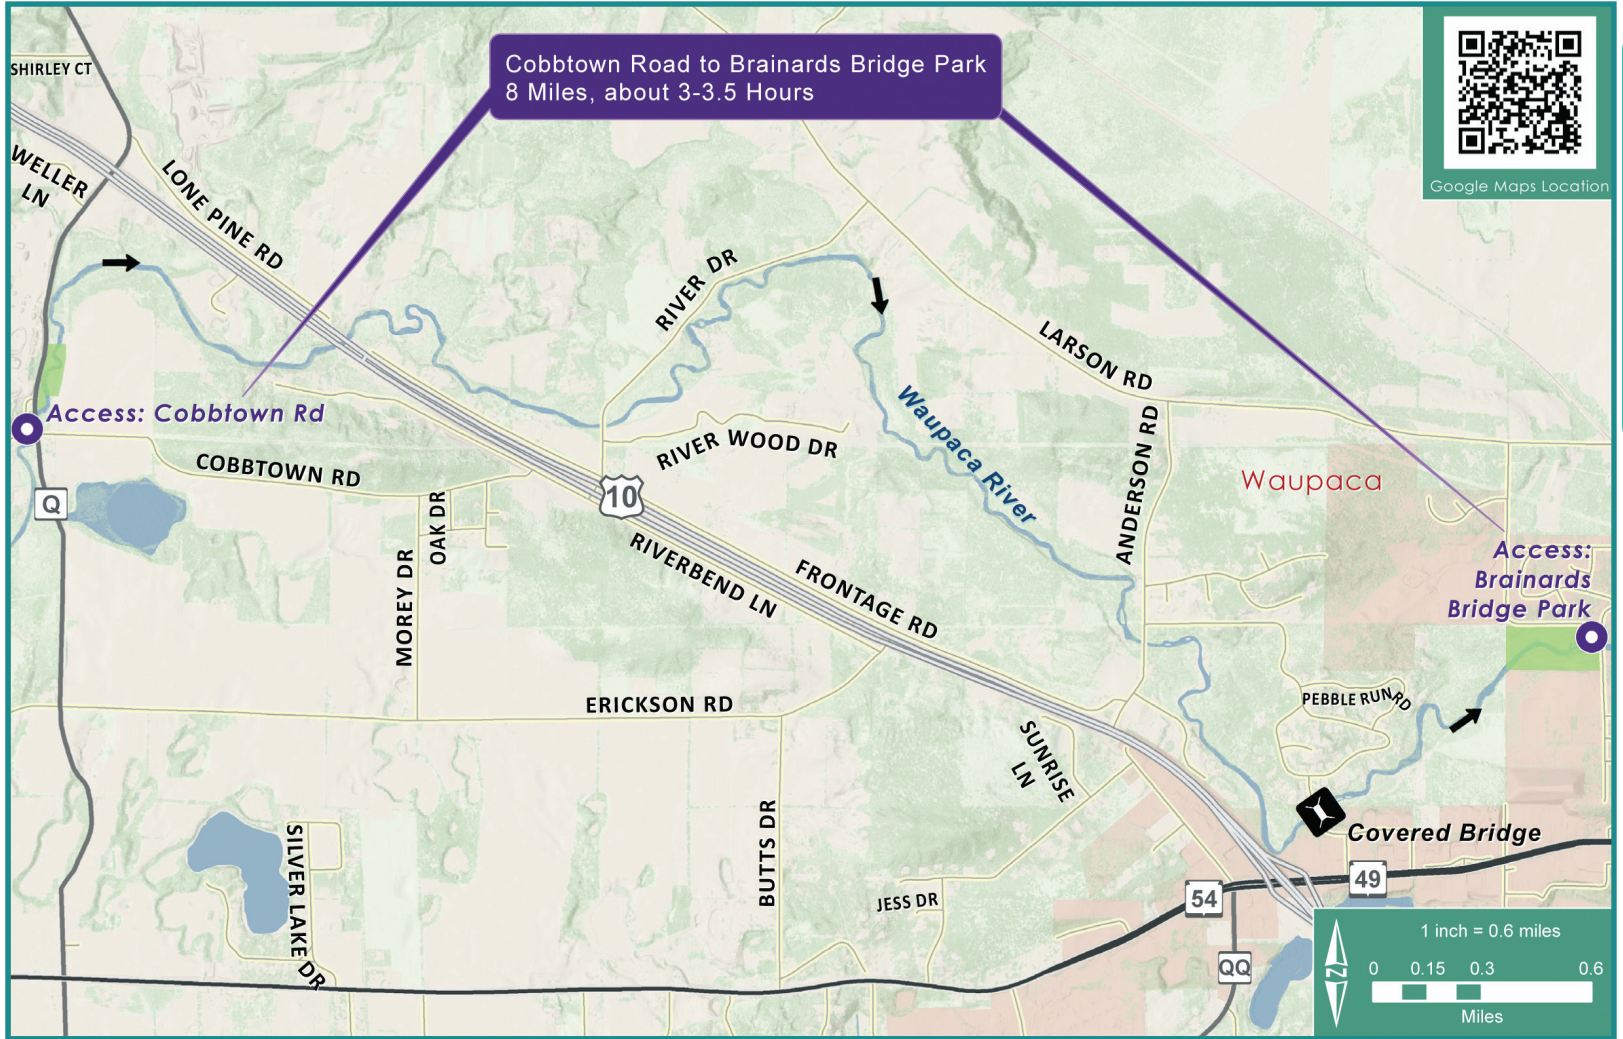 SHIRLEY CT
Cobbtown Road to Brainards Bridge Park
8 Miles, about 3-3.5 Hours
Google Maps Location
WELLER
LN
LONE PINE RD
RIVER DR
LARSON RD
Access: Cobbtown Rd
Waupaca River
RIVER WOOD DR
ANDERSON RD
Waupaca
COBBTOWN RD
Q
10
OAK DR
MOREY DR
RIVERBEND LN
FRONTAGE RD
Access:
Brainards
Bridge Park
ERICKSON RD
PEBBLE RUN RD
SUNRISE
LN
Covered Bridge
BUTTS DR
SILVER LAKE DR
JESS DR
54
49
QQ
N
1 inch = 0.6 miles
0 0.15 0.3 0.6
Miles